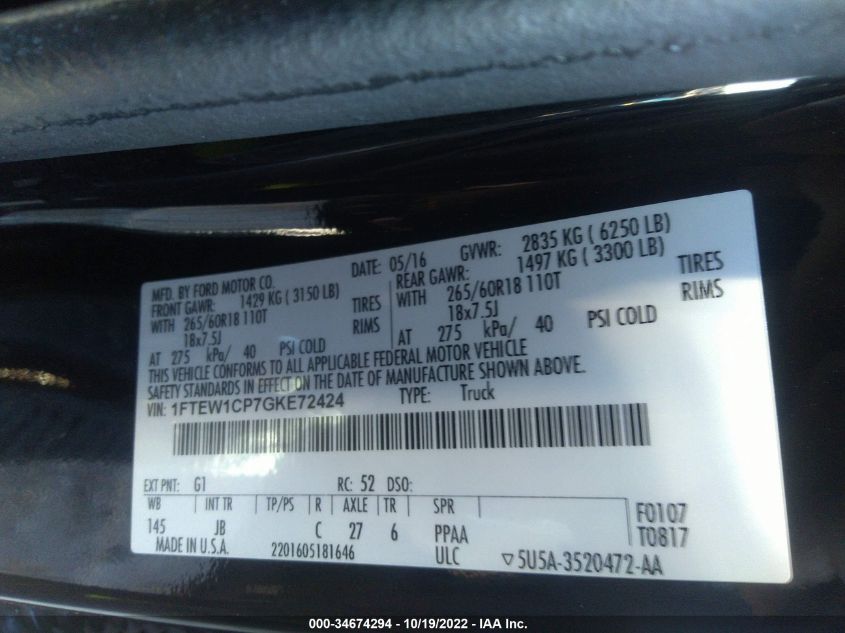 MFD. BY FORD MOTOR CO.
DATE: 05/16 GVWR: 2835 KG ( 6250 LB)
FRONT GAWR: 1429 KG ( 3150 LB) REAR GAWR: 1497 KG ( 3300 LB)
WITH 265/60R18 110T TIRES WITH 265/60R18 110T TIRES
18x7.5J RIMS 18x7.5J RIMS
AT 275 kPa/ 40 PSI COLD AT 275 kPa/ 40 PSI COLD
THIS VEHICLE CONFORMS TO ALL APPLICABLE FEDERAL MOTOR VEHICLE
SAFETY STANDARDS IN EFFECT ON THE DATE OF MANUFACTURE SHOWN ABOVE.
VIN: 1FTEW1CP7GKE72424 TYPE: Truck
EXT PNT: G1 RC: 52 DSO:
WB INT TR TP/PS R AXLE TR SPR
145 JB C 27 6 PPAA F0107
MADE IN U.S.A. 2201605181646 ULC T0817
5U5A-3520472-AA
000-34674294 - 10/19/2022 - IAA Inc.